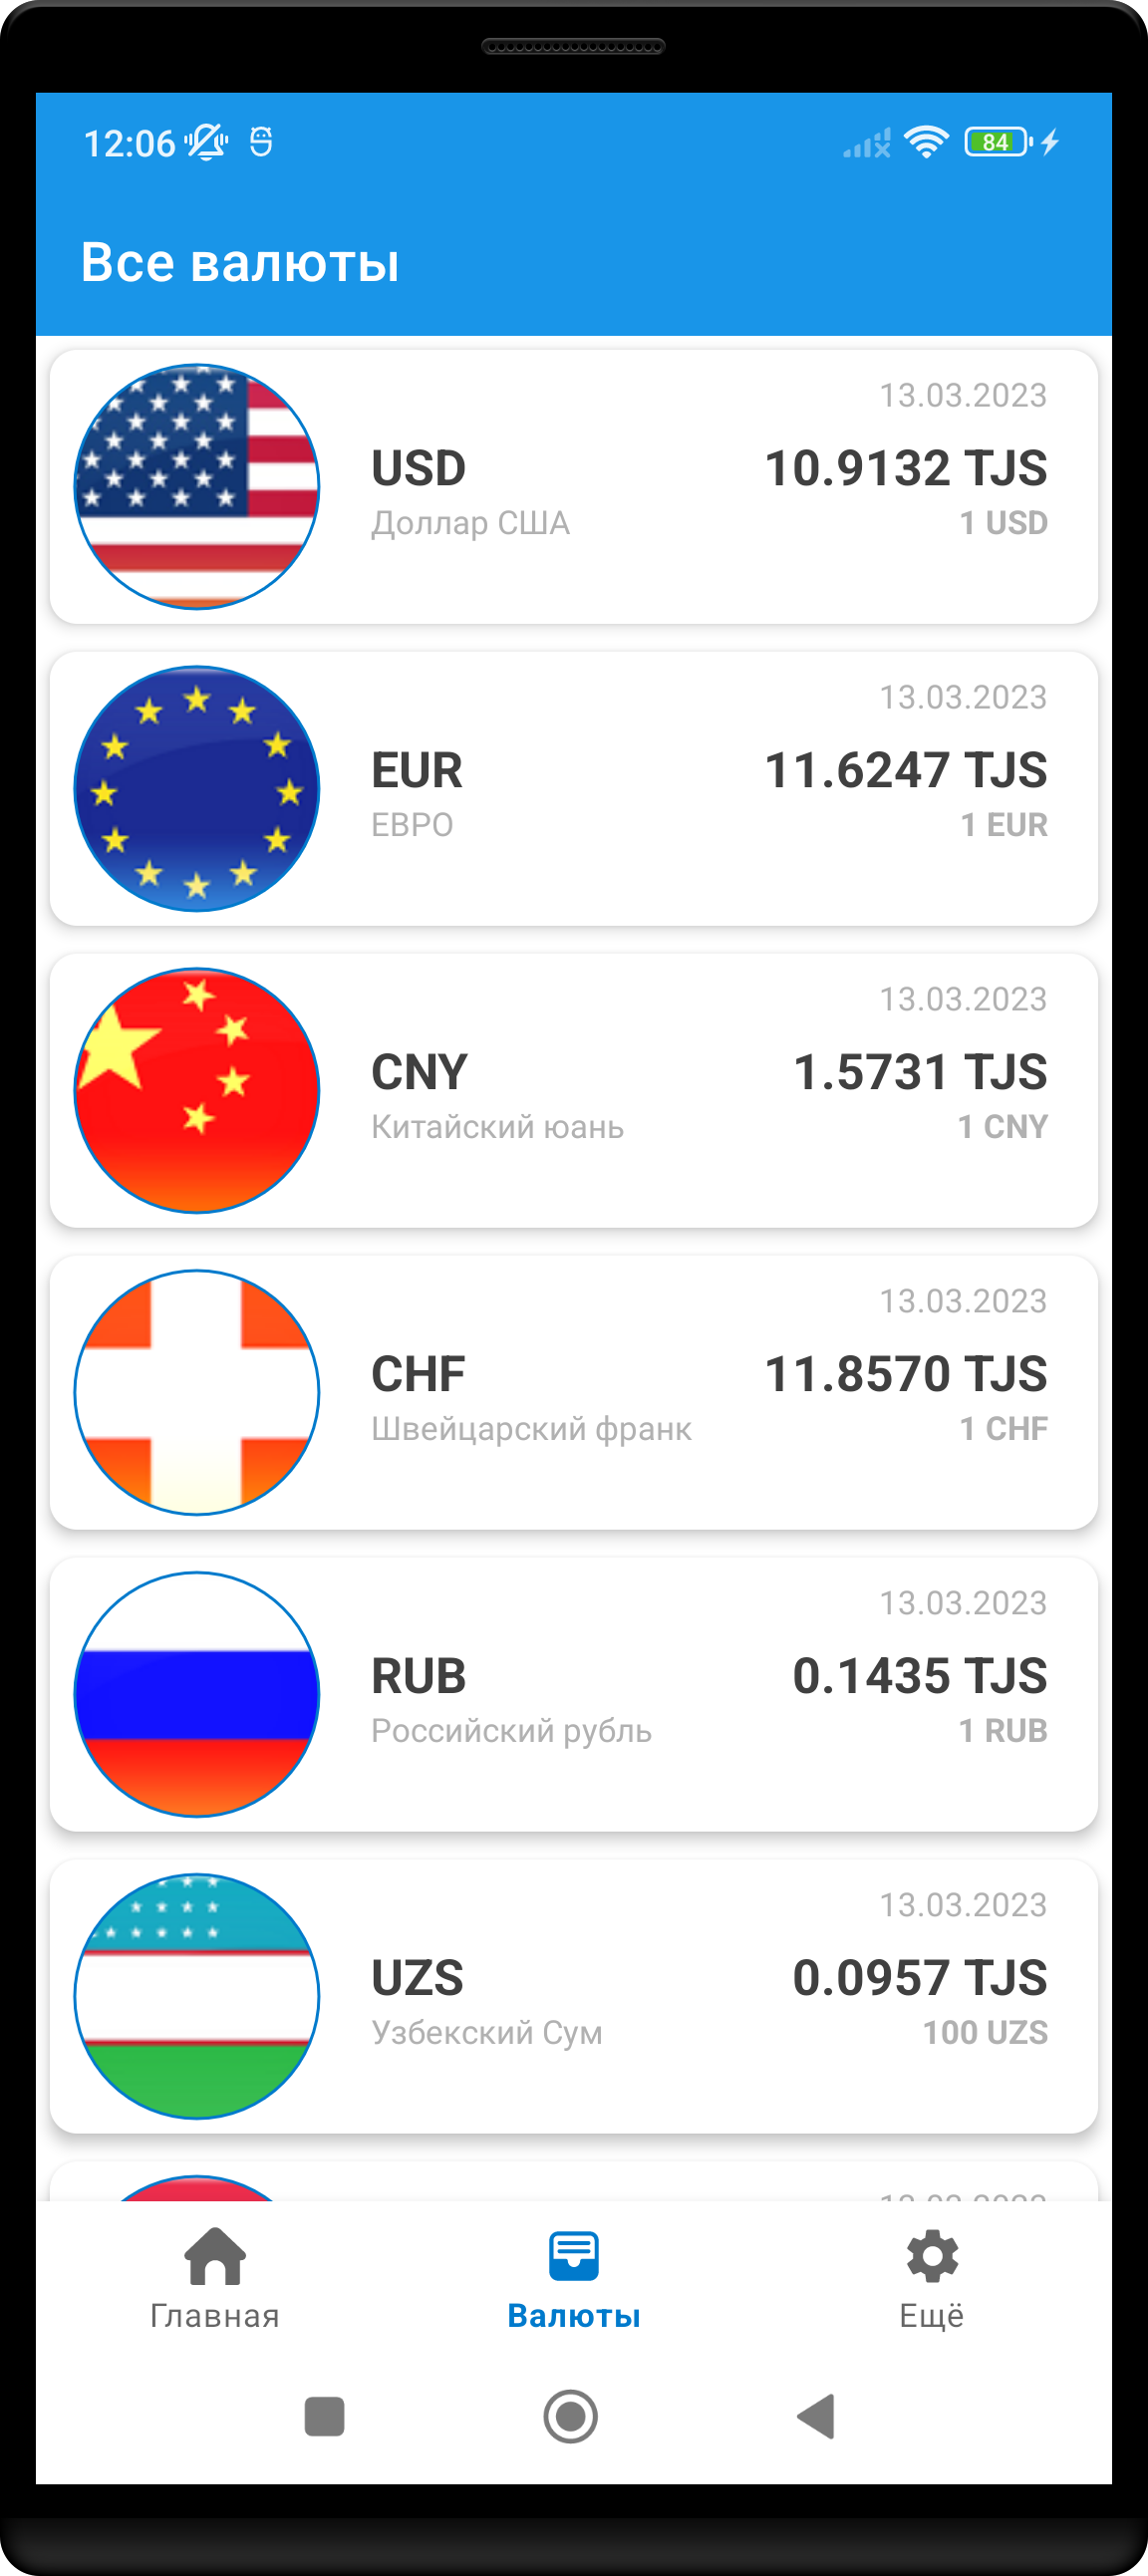 12:06
84
Все валюты
13.03.2023
USD 10.9132 TJS
Доллар США 1 USD
13.03.2023
EUR 11.6247 TJS
ЕВРО 1 EUR
13.03.2023
CNY 1.5731 TJS
Китайский юань 1 CNY
13.03.2023
CHF 11.8570 TJS
Швейцарский франк 1 CHF
13.03.2023
RUB 0.1435 TJS
Российский рубль 1 RUB
13.03.2023
UZS 0.0957 TJS
Узбекский Сум 100 UZS
Главная Валюты Ещё